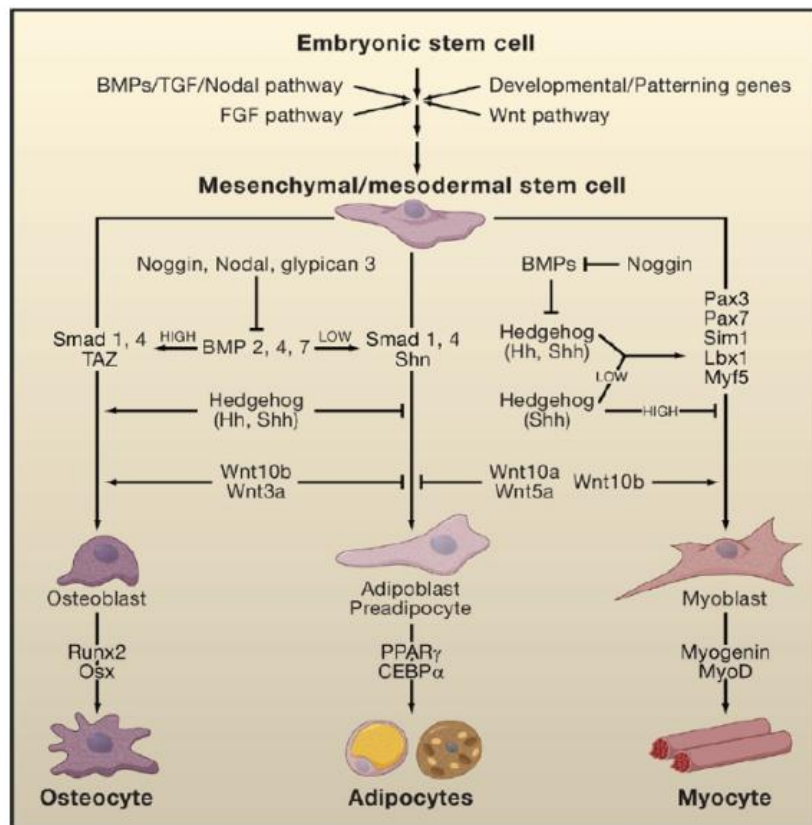 Embryonic stem cell
BMPs/TGF/Nodal pathway
Developmental/Patterning genes
FGF pathway
Wnt pathway
Mesenchymal/mesodermal stem cell
Noggin, Nodal, glypican 3
BMPs
Noggin
Pax3
Pax7
Sim1
Lbx1
Myf5
Smad 1, 4
TAZ
HIGH
BMP 2, 4, 7
LOW
Smad 1, 4
Shn
Hedgehog
(Hh, Shh)
LOW
Hedgehog
(Hh, Shh)
Hedgehog
(Shh)
HIGH
Wnt10b
Wnt3a
Wnt10a
Wnt5a
Wnt10b
Osteoblast
Adipoblast
Preadipocyte
Myoblast
Runx2
Osx
PPARγ
CEBPα
Myogenin
MyoD
Osteocyte
Adipocytes
Myocyte